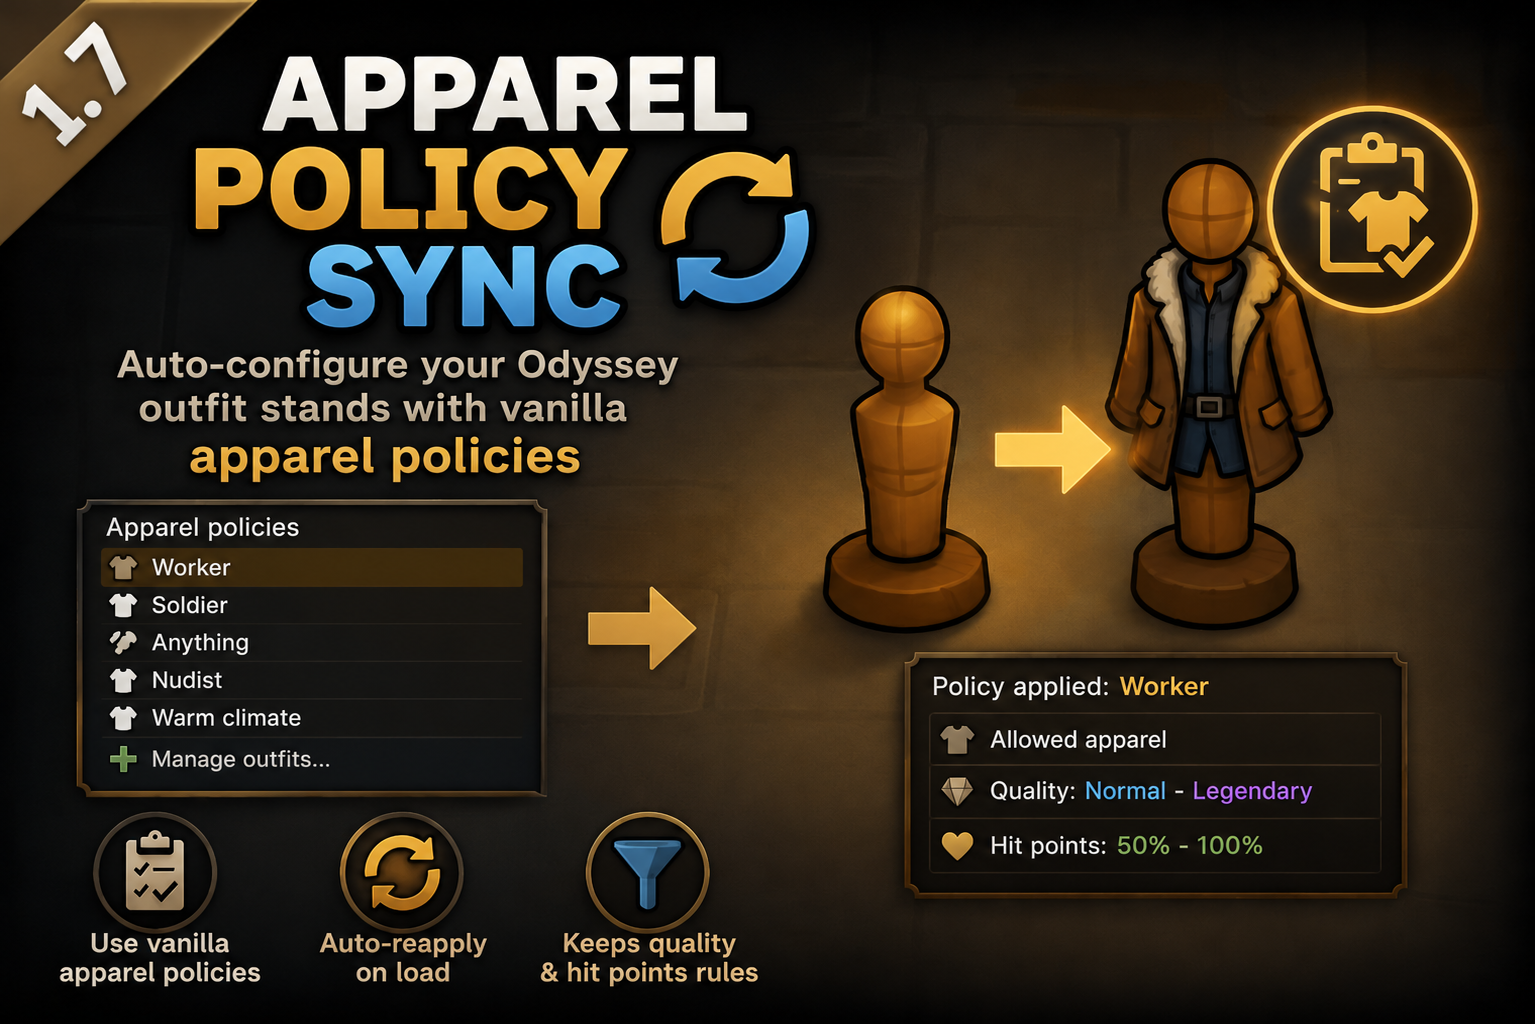 1.7
APPAREL
POLICY
SYNC
Auto-configure your Odyssey
outfit stands with vanilla
apparel policies
Apparel policies
Worker
Soldier
Anything
Nudist
Warm climate
Manage outfits...
Policy applied: Worker
Allowed apparel
Quality: Normal - Legendary
Hit points: 50% - 100%
Use vanilla
apparel policies
Auto-reapply
on load
Keeps quality
& hit points rules